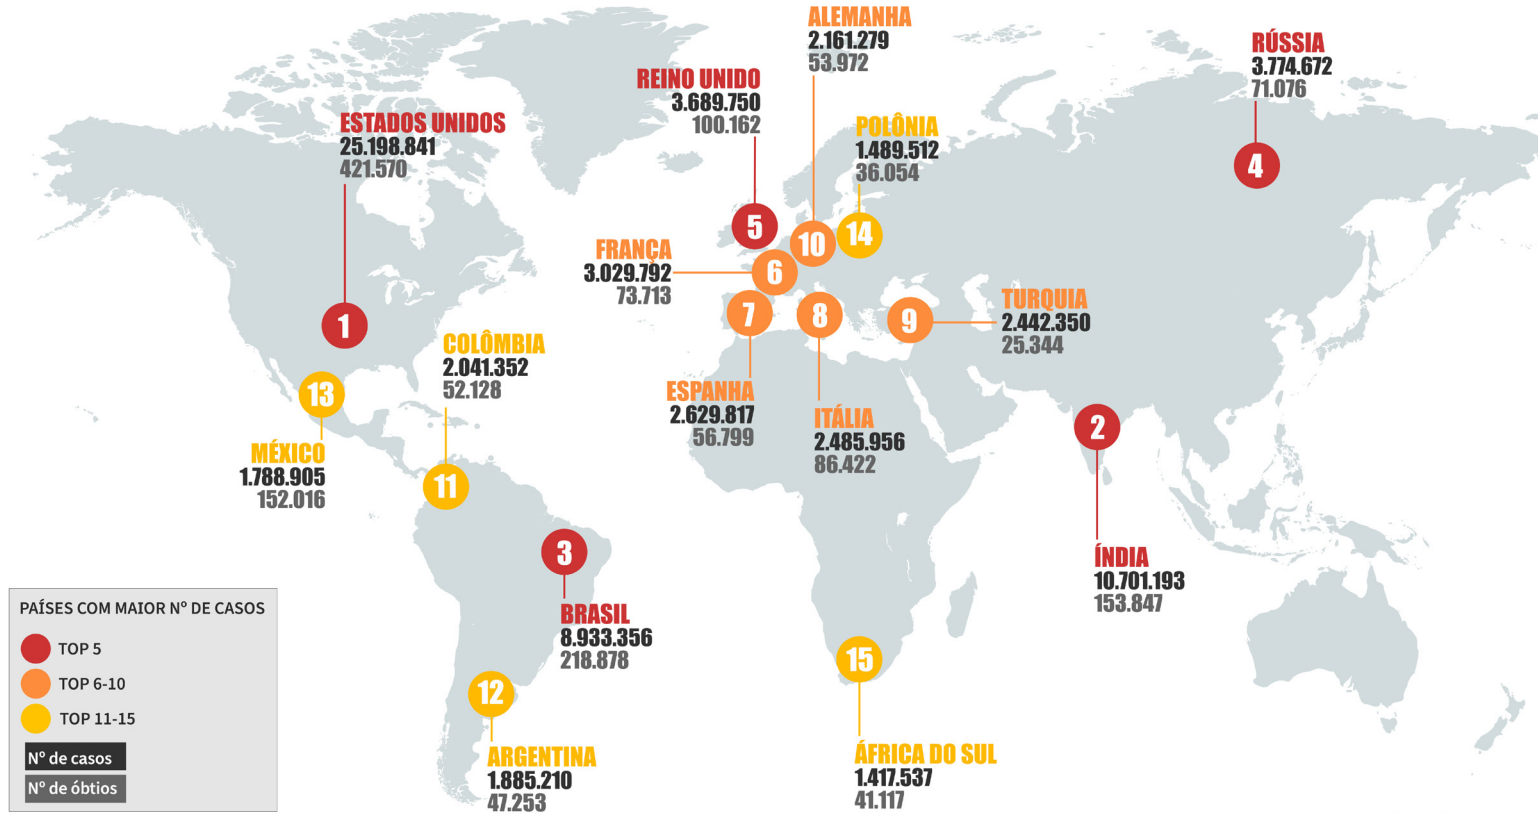 ALEMANHA
2.161.279
53.972
RÚSSIA
3.774.672
71.076
4
REINO UNIDO
3.689.750
100.162
5
ESTADOS UNIDOS
25.198.841
421.570
1
POLÔNIA
1.489.512
36.054
14
10
FRANÇA
3.029.792
73.713
6
7
8
9
TURQUIA
2.442.350
25.344
COLÔMBIA
2.041.352
52.128
11
13
MÉXICO
1.788.905
152.016
ESPANHA
2.629.817
56.799
ITÁLIA
2.485.956
86.422
2
ÍNDIA
10.701.193
153.847
3
BRASIL
8.933.356
218.878
12
ARGENTINA
1.885.210
47.253
15
ÁFRICA DO SUL
1.417.537
41.117
PAÍSES COM MAIOR Nº DE CASOS
TOP 5
TOP 6-10
TOP 11-15
Nº de casos
Nº de óbtios